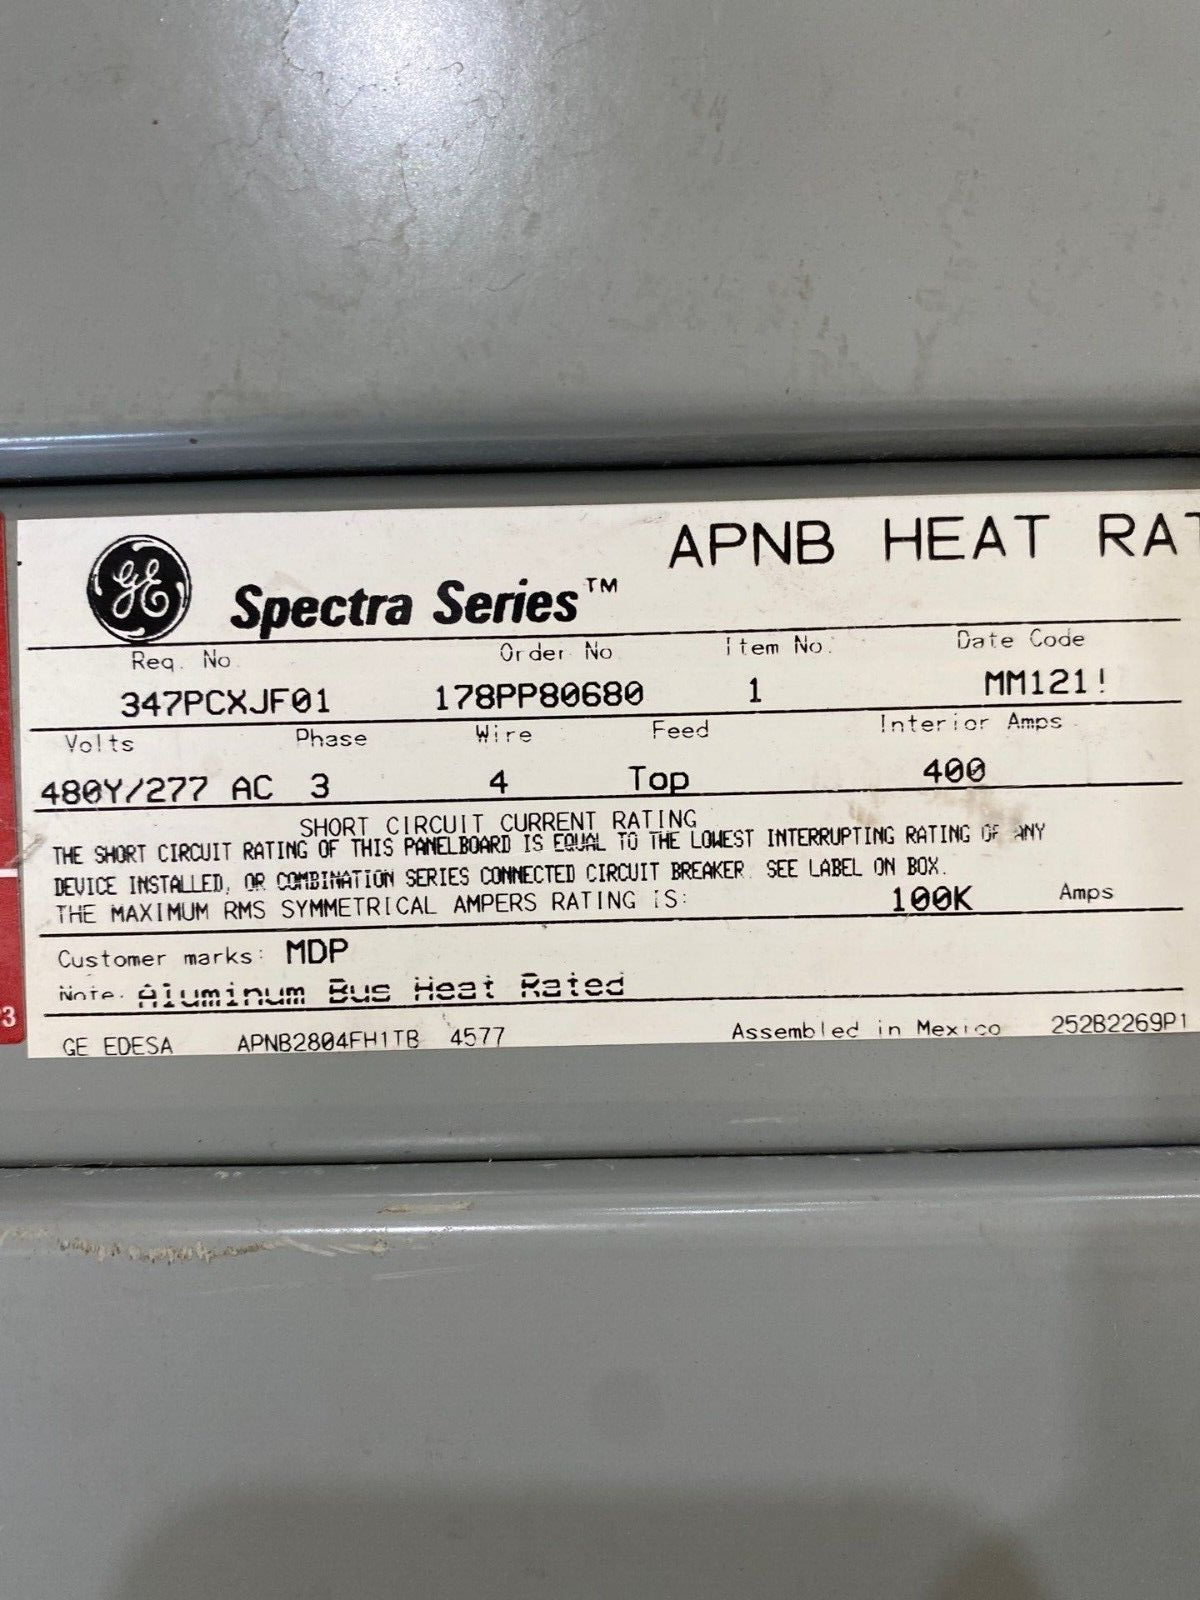 GE Spectra Series™ APNB HEAT RAT
Req. No. Order No. Item No. Date Code
347PCXJF01 178PP80680 1 MM121!
Volts Phase Wire Feed Interior Amps
480Y/277 AC 3 4 Top 400
SHORT CIRCUIT CURRENT RATING
THE SHORT CIRCUIT RATING OF THIS PANELBOARD IS EQUAL TO THE LOWEST INTERRUPTING RATING OF ANY
DEVICE INSTALLED, OR COMBINATION SERIES CONNECTED CIRCUIT BREAKER. SEE LABEL ON BOX.
THE MAXIMUM RMS SYMMETRICAL AMPERS RATING IS: 100K Amps
Customer marks: MDP
Note: Aluminum Bus Heat Rated
GE EDESA APNB2804FH1TB 4577 Assembled in Mexico 252B2269P1